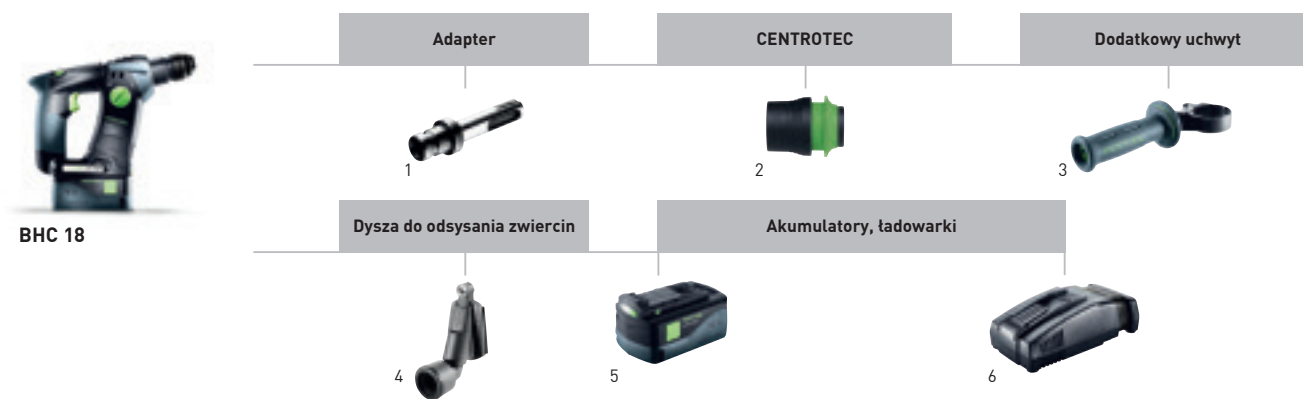 Adapter
CENTROTEC
Dodatkowy uchwyt
1
2
3
BHC 18
Dysza do odsysania zwiercin
Akumulatory, ładowarki
4
5
6